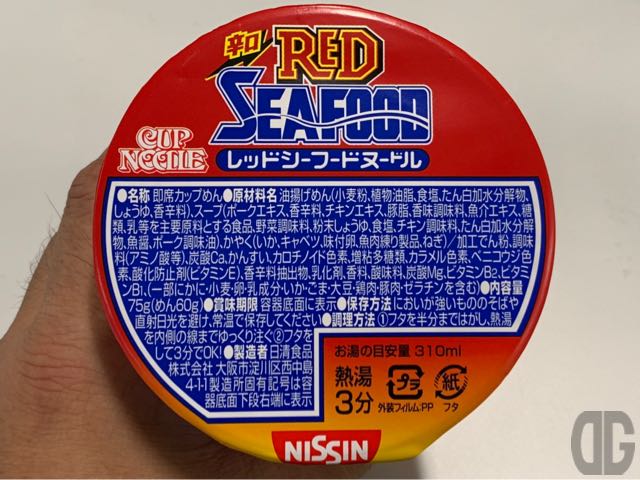 辛口
RED
SEAFOOD
CUP
NOODLE
レッドシーフードヌードル
●名称 即席カップめん●原材料名 油揚げめん(小麦粉、植物油脂、食塩、たん白加水分解物、
しょうゆ、香辛料)、スープ(ポークエキス、香辛料、チキンエキス、豚脂、香味調味料、魚介エキス、糖
類、乳等を主要原料とする食品、野菜調味料、粉末しょうゆ、食塩、チキン調味料、たん白加水分解
物、魚醤、ポーク調味油)、かやく(いか、キャベツ、味付卵、魚肉練り製品、ねぎ)/加工でん粉、調味
料(アミノ酸等)、炭酸Ca、かんすい、カロチノイド色素、増粘多糖類、カラメル色素、ベニコウジ色
素、酸化防止剤(ビタミンE)、香辛料抽出物、乳化剤、香料、酸味料、炭酸Mg、ビタミンB₂、ビタミ
ンB₁、(一部にかに・小麦・卵・乳成分・いか・ごま・大豆・鶏肉・豚肉・ゼラチンを含む)●内容量
75g(めん60g)●賞味期限 容器底面に表示●保存方法 においが強いもののそばや
直射日光を避け、常温で保存してください●調理方法 ①フタを半分まではがし、熱湯
を内側の線までゆっくり注ぐ②フタを
して3分でOK!●製造者 日清食品
株式会社 大阪市淀川区西中島
4-1-1製造所固有記号は容
器底面下段右端に表示
お湯の目安量 310ml
熱湯
3分
プラ
外装フィルム:PP
紙
フタ
NISSIN
DG